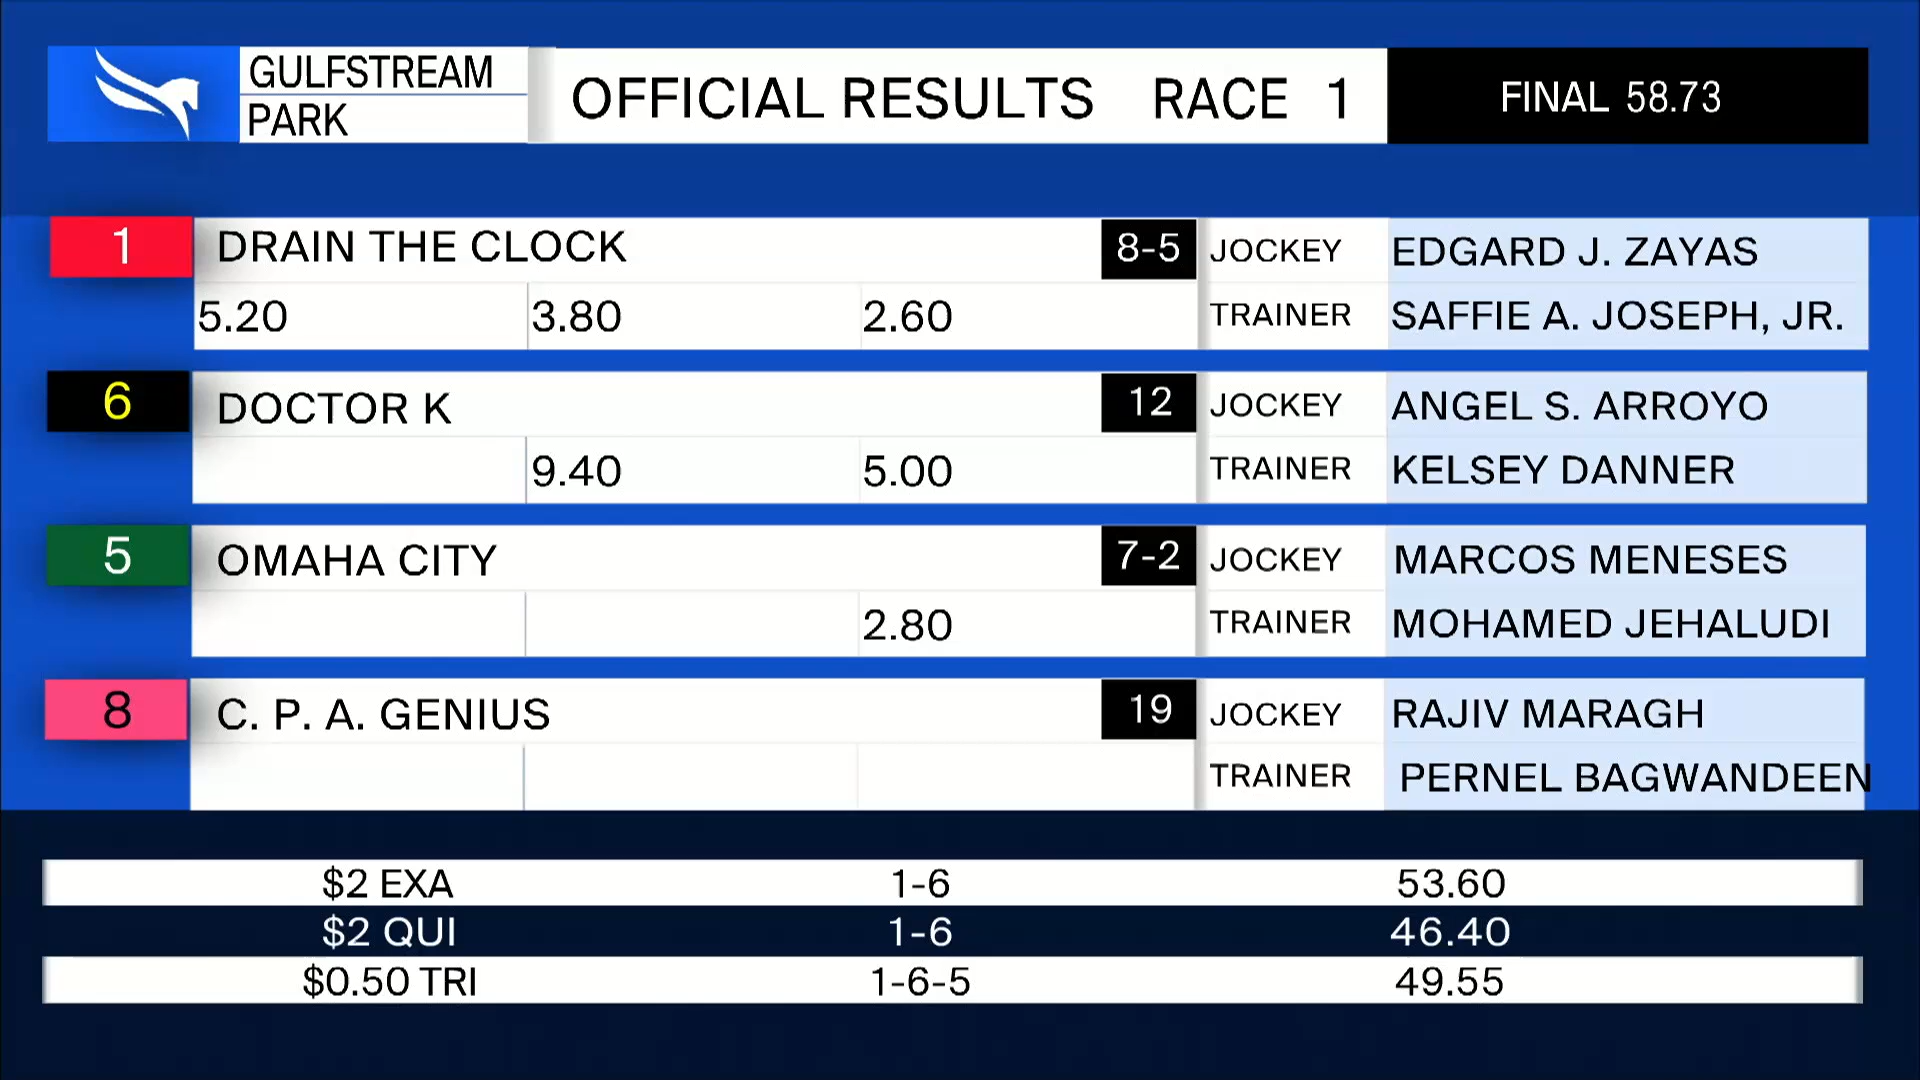 GULFSTREAM
PARK
OFFICIAL RESULTS RACE 1
FINAL 58.73
1 DRAIN THE CLOCK 8-5 JOCKEY EDGARD J. ZAYAS
5.20 3.80 2.60 TRAINER SAFFIE A. JOSEPH, JR.
6 DOCTOR K 12 JOCKEY ANGEL S. ARROYO
9.40 5.00 TRAINER KELSEY DANNER
5 OMAHA CITY 7-2 JOCKEY MARCOS MENESES
2.80 TRAINER MOHAMED JEHALUDI
8 C. P. A. GENIUS 19 JOCKEY RAJIV MARAGH
TRAINER PERNEL BAGWANDEEN
$2 EXA 1-6 53.60
$2 QUI 1-6 46.40
$0.50 TRI 1-6-5 49.55